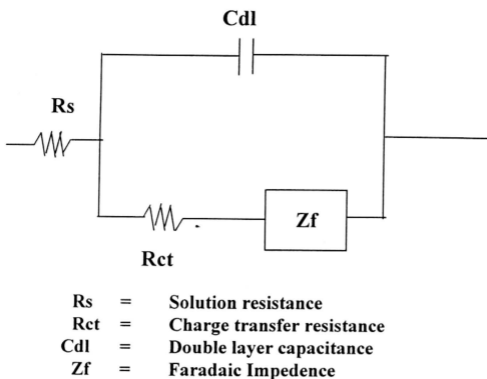 Cdl
Rs
Zf
Rct
Rs = Solution resistance
Rct = Charge transfer resistance
Cdl = Double layer capacitance
Zf = Faradaic Impedence